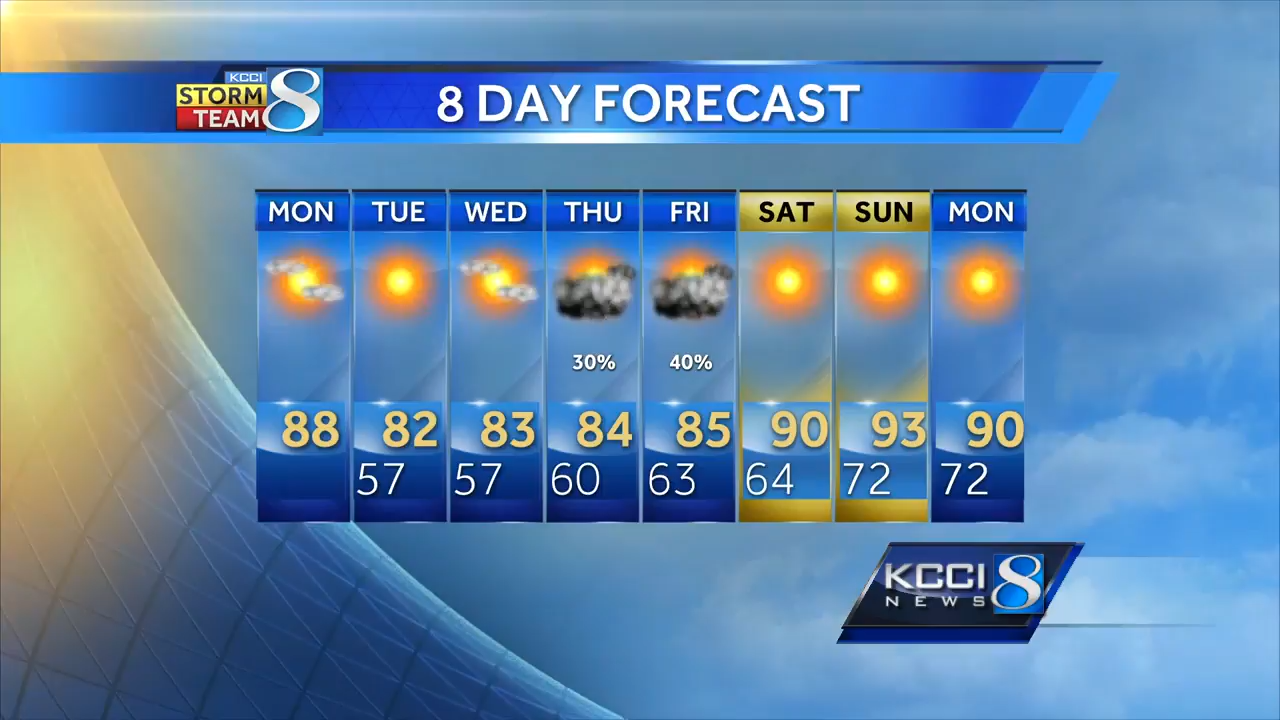 KCCI
STORM
TEAM
8
8 DAY FORECAST
MON TUE WED THU FRI SAT SUN MON
30% 40%
88 82 83 84 85 90 93 90
57 57 60 63 64 72 72
KCCI 8
NEWS